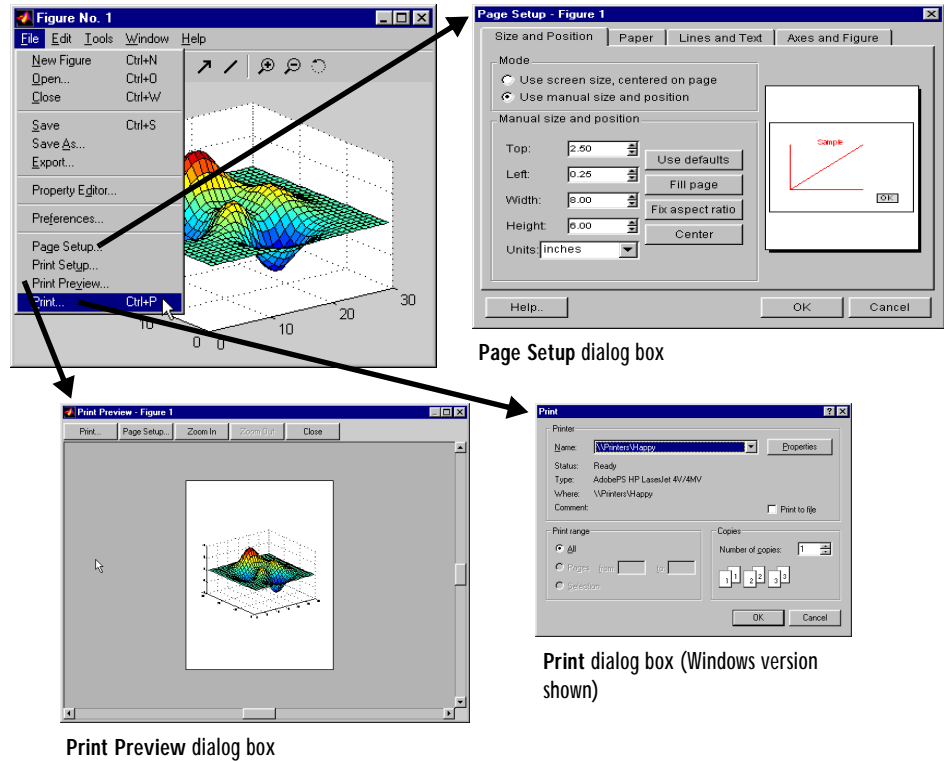 Figure No. 1
File Edit Tools Window Help
New Figure Ctrl+N
Open... Ctrl+O
Close Ctrl+W
Save Ctrl+S
Save As...
Export...
Property Editor...
Preferences...
Page Setup...
Print Setup...
Print Preview...
Print... Ctrl+P
10 0 0 10 20 30
Page Setup - Figure 1
Size and Position Paper Lines and Text Axes and Figure
Mode
Use screen size, centered on page
Use manual size and position
Manual size and position
Top: 2.50
Left: 0.25
Width: 8.00
Height: 6.00
Units: inches
Use defaults
Fill page
Fix aspect ratio
Center
Sample
OK
Help.. OK Cancel
Page Setup dialog box
Print Preview - Figure 1
Print... Page Setup... Zoom In Zoom Out Close
Print Preview dialog box
Print
Printer
Name: \\Printers\Happy Properties
Status: Ready
Type: AdobePS HP LaserJet 4V/4MV
Where: \\Printers\Happy
Comment: Print to file
Print range
All
Pages from: to:
Selection
Copies
Number of copies: 1
1 1 2 2 3 3
OK Cancel
Print dialog box (Windows version
shown)